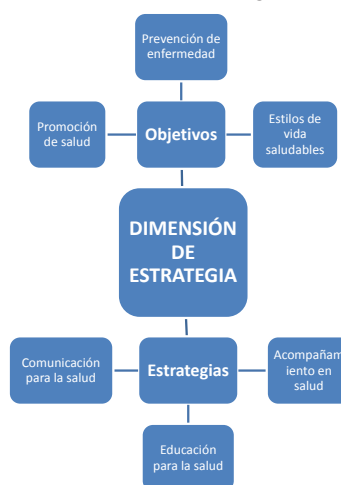 Prevención de
enfermedad
Promoción
de salud
Objetivos
Estilos de
vida
saludables
DIMENSIÓN
DE
ESTRATEGIA
Comunicación
para la salud
Estrategias
Acompañam
iento en
salud
Educación
para la salud